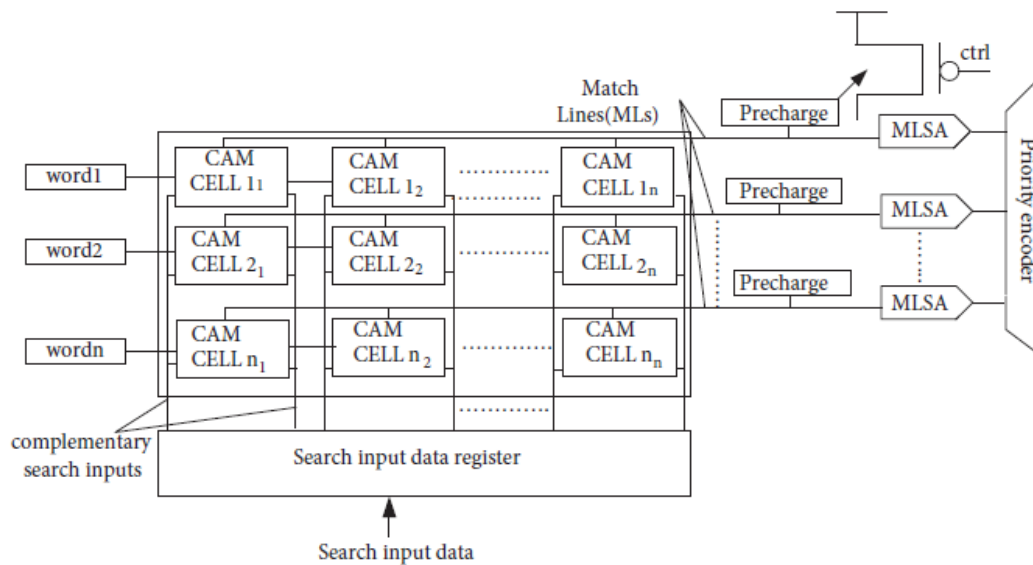 ctrl
Match
Lines(MLs)
Precharge
MLSA
word1
CAM
CELL 1₁
CAM
CELL 1₂
CAM
CELL 1ₙ
Precharge
MLSA
word2
CAM
CELL 2₁
CAM
CELL 2₂
CAM
CELL 2ₙ
Precharge
MLSA
wordn
CAM
CELL n₁
CAM
CELL n₂
CAM
CELL nₙ
Priority encoder
complementary
search inputs
Search input data register
Search input data